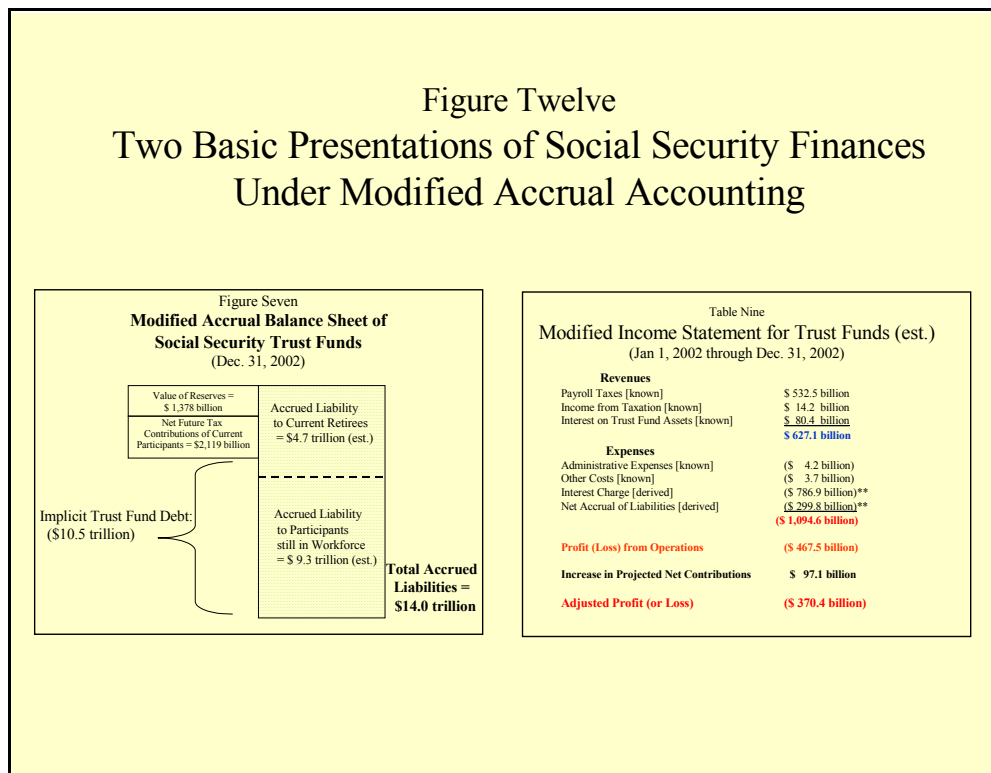 Figure Twelve
Two Basic Presentations of Social Security Finances
Under Modified Accrual Accounting
Figure Seven
Modified Accrual Balance Sheet of
Social Security Trust Funds
(Dec. 31, 2002)
Value of Reserves =
$ 1,378 billion
Net Future Tax
Contributions of Current
Participants = $2,119 billion
Accrued Liability
to Current Retirees
= $4.7 trillion (est.)
Implicit Trust Fund Debt:
($10.5 trillion)
Accrued Liability
to Participants
still in Workforce
= $ 9.3 trillion (est.)
Total Accrued
Liabilities =
$14.0 trillion
Table Nine
Modified Income Statement for Trust Funds (est.)
(Jan 1, 2002 through Dec. 31, 2002)
Revenues
Payroll Taxes [known] $ 532.5 billion
Income from Taxation [known] $ 14.2 billion
Interest on Trust Fund Assets [known] $ 80.4 billion
$ 627.1 billion
Expenses
Administrative Expenses [known] ($ 4.2 billion)
Other Costs [known] ($ 3.7 billion)
Interest Charge [derived] ($ 786.9 billion)**
Net Accrual of Liabilities [derived] ($ 299.8 billion)**
($ 1,094.6 billion)
Profit (Loss) from Operations ($ 467.5 billion)
Increase in Projected Net Contributions $ 97.1 billion
Adjusted Profit (or Loss) ($ 370.4 billion)